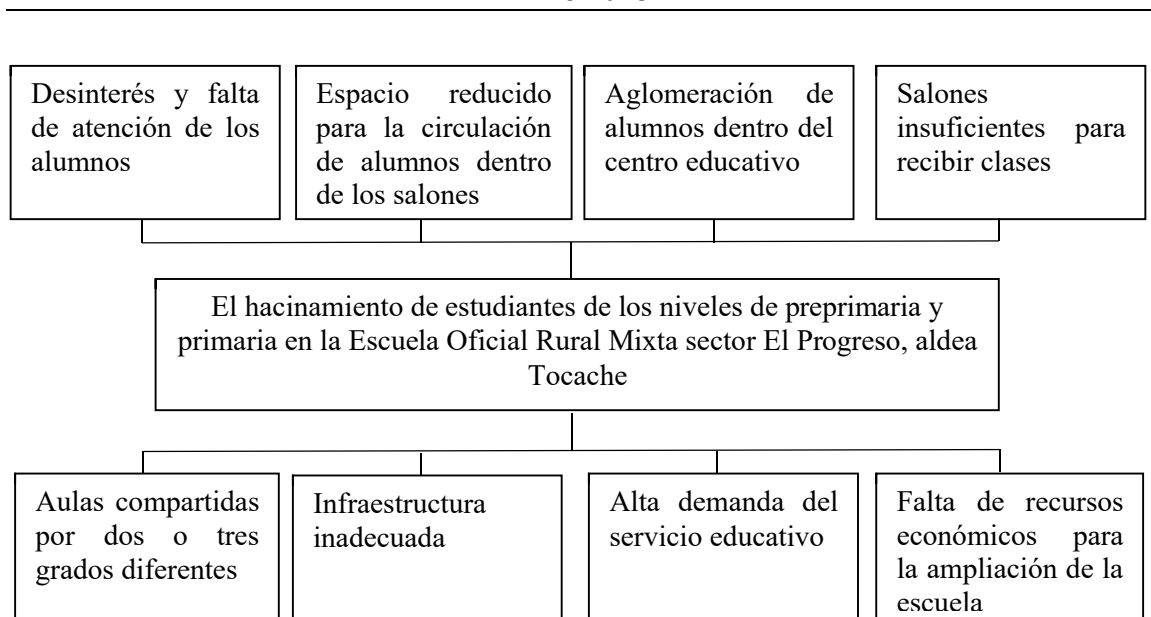 Desinterés y falta
de atención de los
alumnos
Espacio reducido
para la circulación
de alumnos dentro
de los salones
Aglomeración de
alumnos dentro del
centro educativo
Salones
insuficientes para
recibir clases
El hacinamiento de estudiantes de los niveles de preprimaria y
primaria en la Escuela Oficial Rural Mixta sector El Progreso, aldea
Tocache
Aulas compartidas
por dos o tres
grados diferentes
Infraestructura
inadecuada
Alta demanda del
servicio educativo
Falta de recursos
económicos para
la ampliación de la
escuela